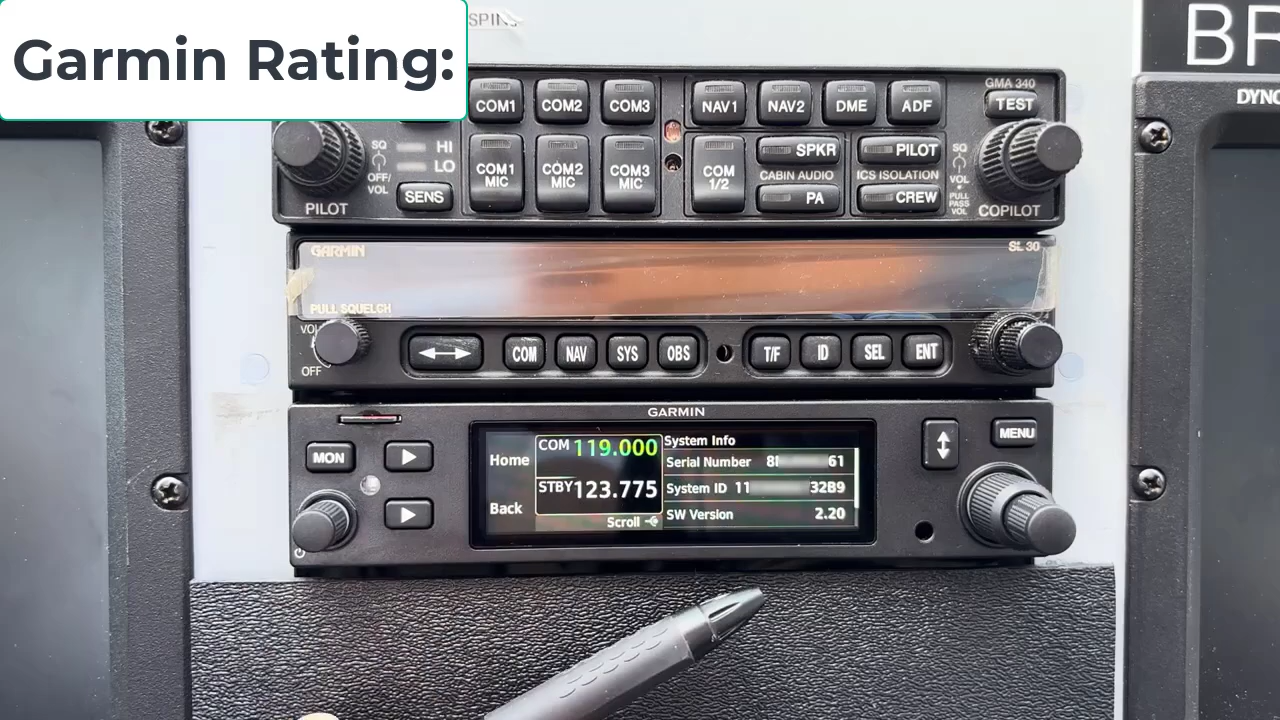 Garmin Rating:
SPINS
BR
DYNO
GMA 340
COM1 COM2 COM3 NAV1 NAV2 DME ADF TEST
SQ HI
LO
OFF/
VOL
SENS
PILOT
COM1
MIC
COM2
MIC
COM3
MIC
COM
1/2
SPKR
CABIN AUDIO
PA
PILOT
ICS ISOLATION
CREW
SQ
VOL
PULL
PASS
VOL
COPILOT
GARMIN SL 30
PULL SQUELCH
VOL
OFF
COM NAV SYS OBS T/F ID SEL ENT
GARMIN
MON
MENU
Home
Back
COM 119.000
STBY 123.775
Scroll
System Info
Serial Number 61
System ID 11 32B9
SW Version 2.20